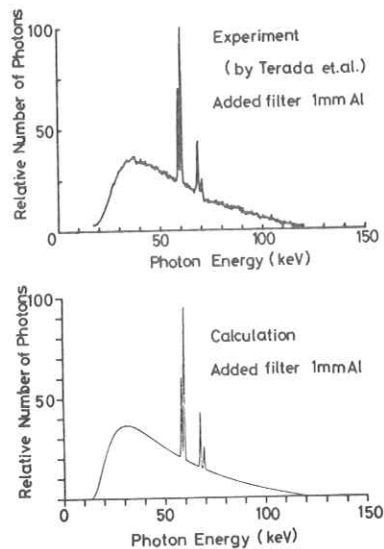 Relative Number of Photons
100
50
0
50
100
150
Photon Energy (keV)
Experiment
(by Terada et.al.)
Added filter 1mm Al
Relative Number of Photons
100
50
0
50
100
150
Photon Energy (keV)
Calculation
Added filter 1mmAl